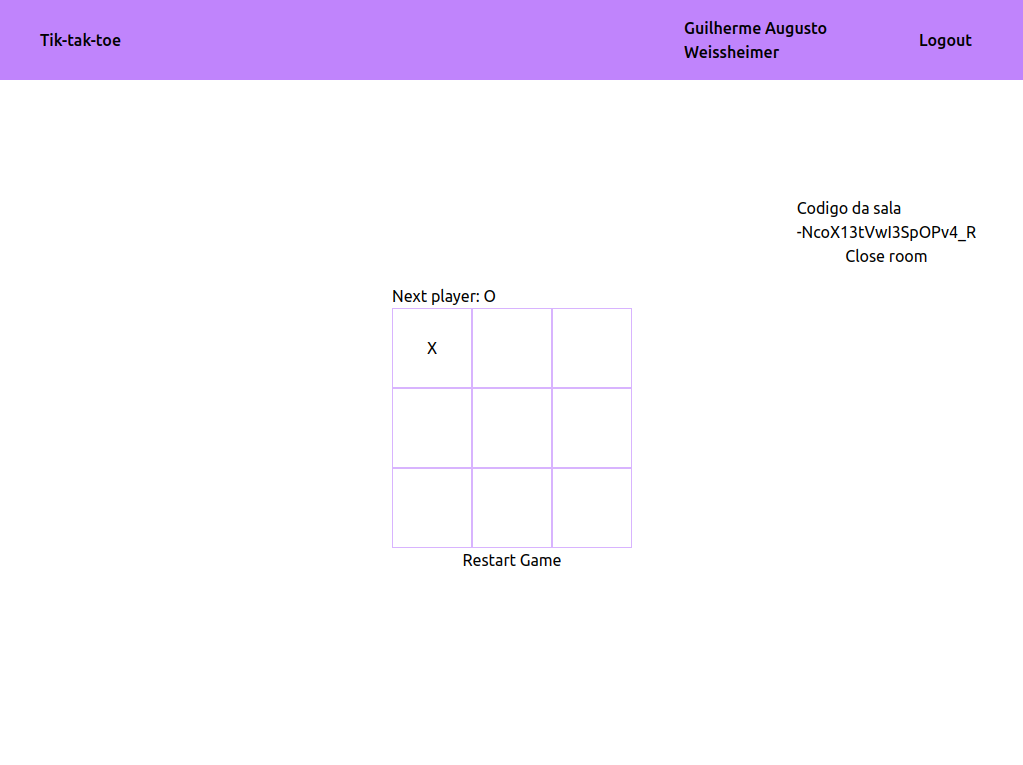 Tik-tak-toe
Guilherme Augusto
Weissheimer
Logout
Codigo da sala
-NcoX13tVwI3SpOPv4_R
Close room
Next player: O
X
Restart Game